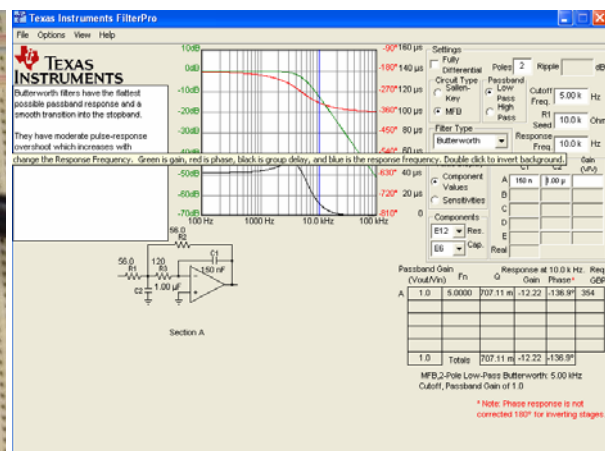 Texas Instruments FilterPro
File Options View Help
TEXAS
INSTRUMENTS
Butterworth filters have the flattest
possible passband response and a
smooth transition into the stopband.
They have moderate pulse-response
overshoot which increases with
change the Response Frequency. Green is gain, red is phase, black is group delay, and blue is the response frequency. Double click to invert background.
10dB
0dB
-20dB
-40dB
-50dB
-60dB
-70dB
100 Hz 1000 Hz 10.0 kHz 100 kHz
-90° 160 µs
-180° 140 µs
-270° 120 µs
-360° 100 µs
-450° 80 µs
-540° 60 µs
-630° 40 µs
-720° 20 µs
-810° 0
Settings
Fully
Differential
Poles 2 Ripple dB
Circuit Type
Sallen-
Key
MFB
Passband
Low
Pass
High
Pass
Cutoff
Freq. 5.00 k Hz
R1
Seed 10.0 k Ohm
Response
Freq. 10.0 k Hz
Filter Type
Butterworth
Component
Values
Sensitivities
Components
E12 Res.
E6 Cap.
C1 C2 Gain
(V/V)
A 150 n 1.00 µ
B
C
D
E
Real
56.0
R2
56.0
R1
120
R3
C1
150 nF
C2
1.00 µF
Section A
Passband Gain
(Vout/Vin)
Fn Q
Response at 10.0 k Hz.
Gain Phase*
Req
GBP
A 1.0 5.0000 707.11 m -12.22 -136.9° 354
1.0 Totals 707.11 m -12.22 -136.9°
MFB,2-Pole Low-Pass Butterworth: 5.00 kHz
Cutoff, Passband Gain of 1.0
* Note: Phase response is not
corrected 180° for inverting stages.